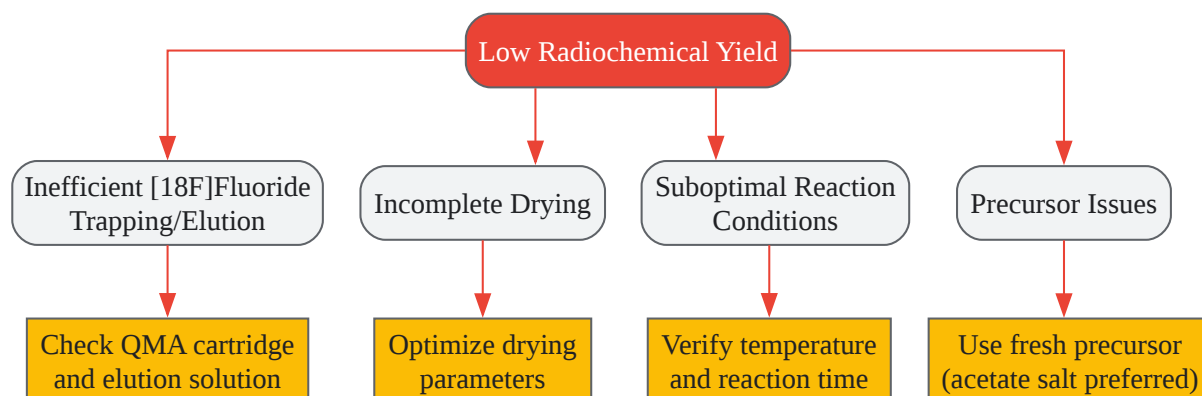 Low Radiochemical Yield
Inefficient [18F]Fluoride
Trapping/Elution
Incomplete Drying
Suboptimal Reaction
Conditions
Precursor Issues
Check QMA cartridge
and elution solution
Optimize drying
parameters
Verify temperature
and reaction time
Use fresh precursor
(acetate salt preferred)